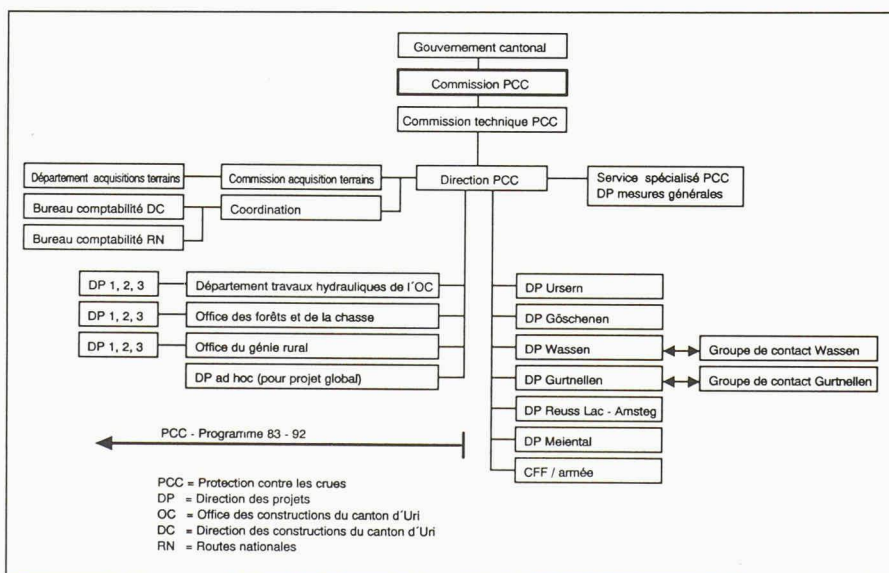 Gouvernement cantonal
Commission PCC
Commission technique PCC
Département acquisitions terrains
Commission acquisition terrains
Direction PCC
Service spécialisé PCC
DP mesures générales
Bureau comptabilité DC
Coordination
Bureau comptabilité RN
DP 1, 2, 3
Département travaux hydrauliques de l´OC
DP 1, 2, 3
Office des forêts et de la chasse
DP 1, 2, 3
Office du génie rural
DP ad hoc (pour projet global)
DP Ursern
DP Göschenen
DP Wassen
Groupe de contact Wassen
DP Gurtnellen
Groupe de contact Gurtnellen
DP Reuss Lac - Amsteg
DP Meiental
CFF / armée
PCC - Programme 83 - 92
PCC = Protection contre les crues
DP = Direction des projets
OC = Office des constructions du canton d´Uri
DC = Direction des constructions du canton d´Uri
RN = Routes nationales